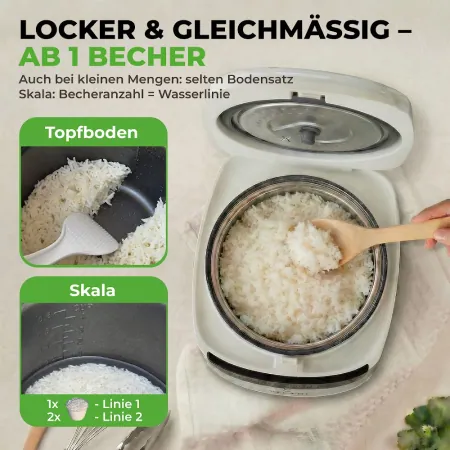 LOCKER & GLEICHMÄSSIG –
AB 1 BECHER
Auch bei kleinen Mengen: selten Bodensatz
Skala: Becheranzahl = Wasserlinie
Topfboden
Skala
1x - Linie 1
2x - Linie 2